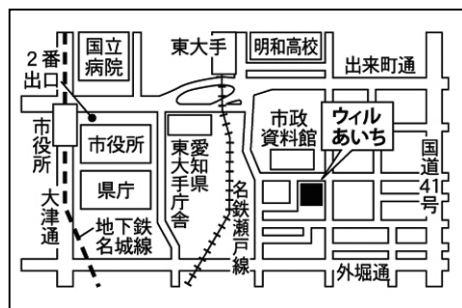 国立
病院
東大手
明和高校
2番
出口
出来町通
市役所
市役所
県庁
愛知県
東大手庁舎
市政
資料館
ウィル
あいち
国道41号
大津通
地下鉄
名城線
名鉄瀬戸線
外堀通